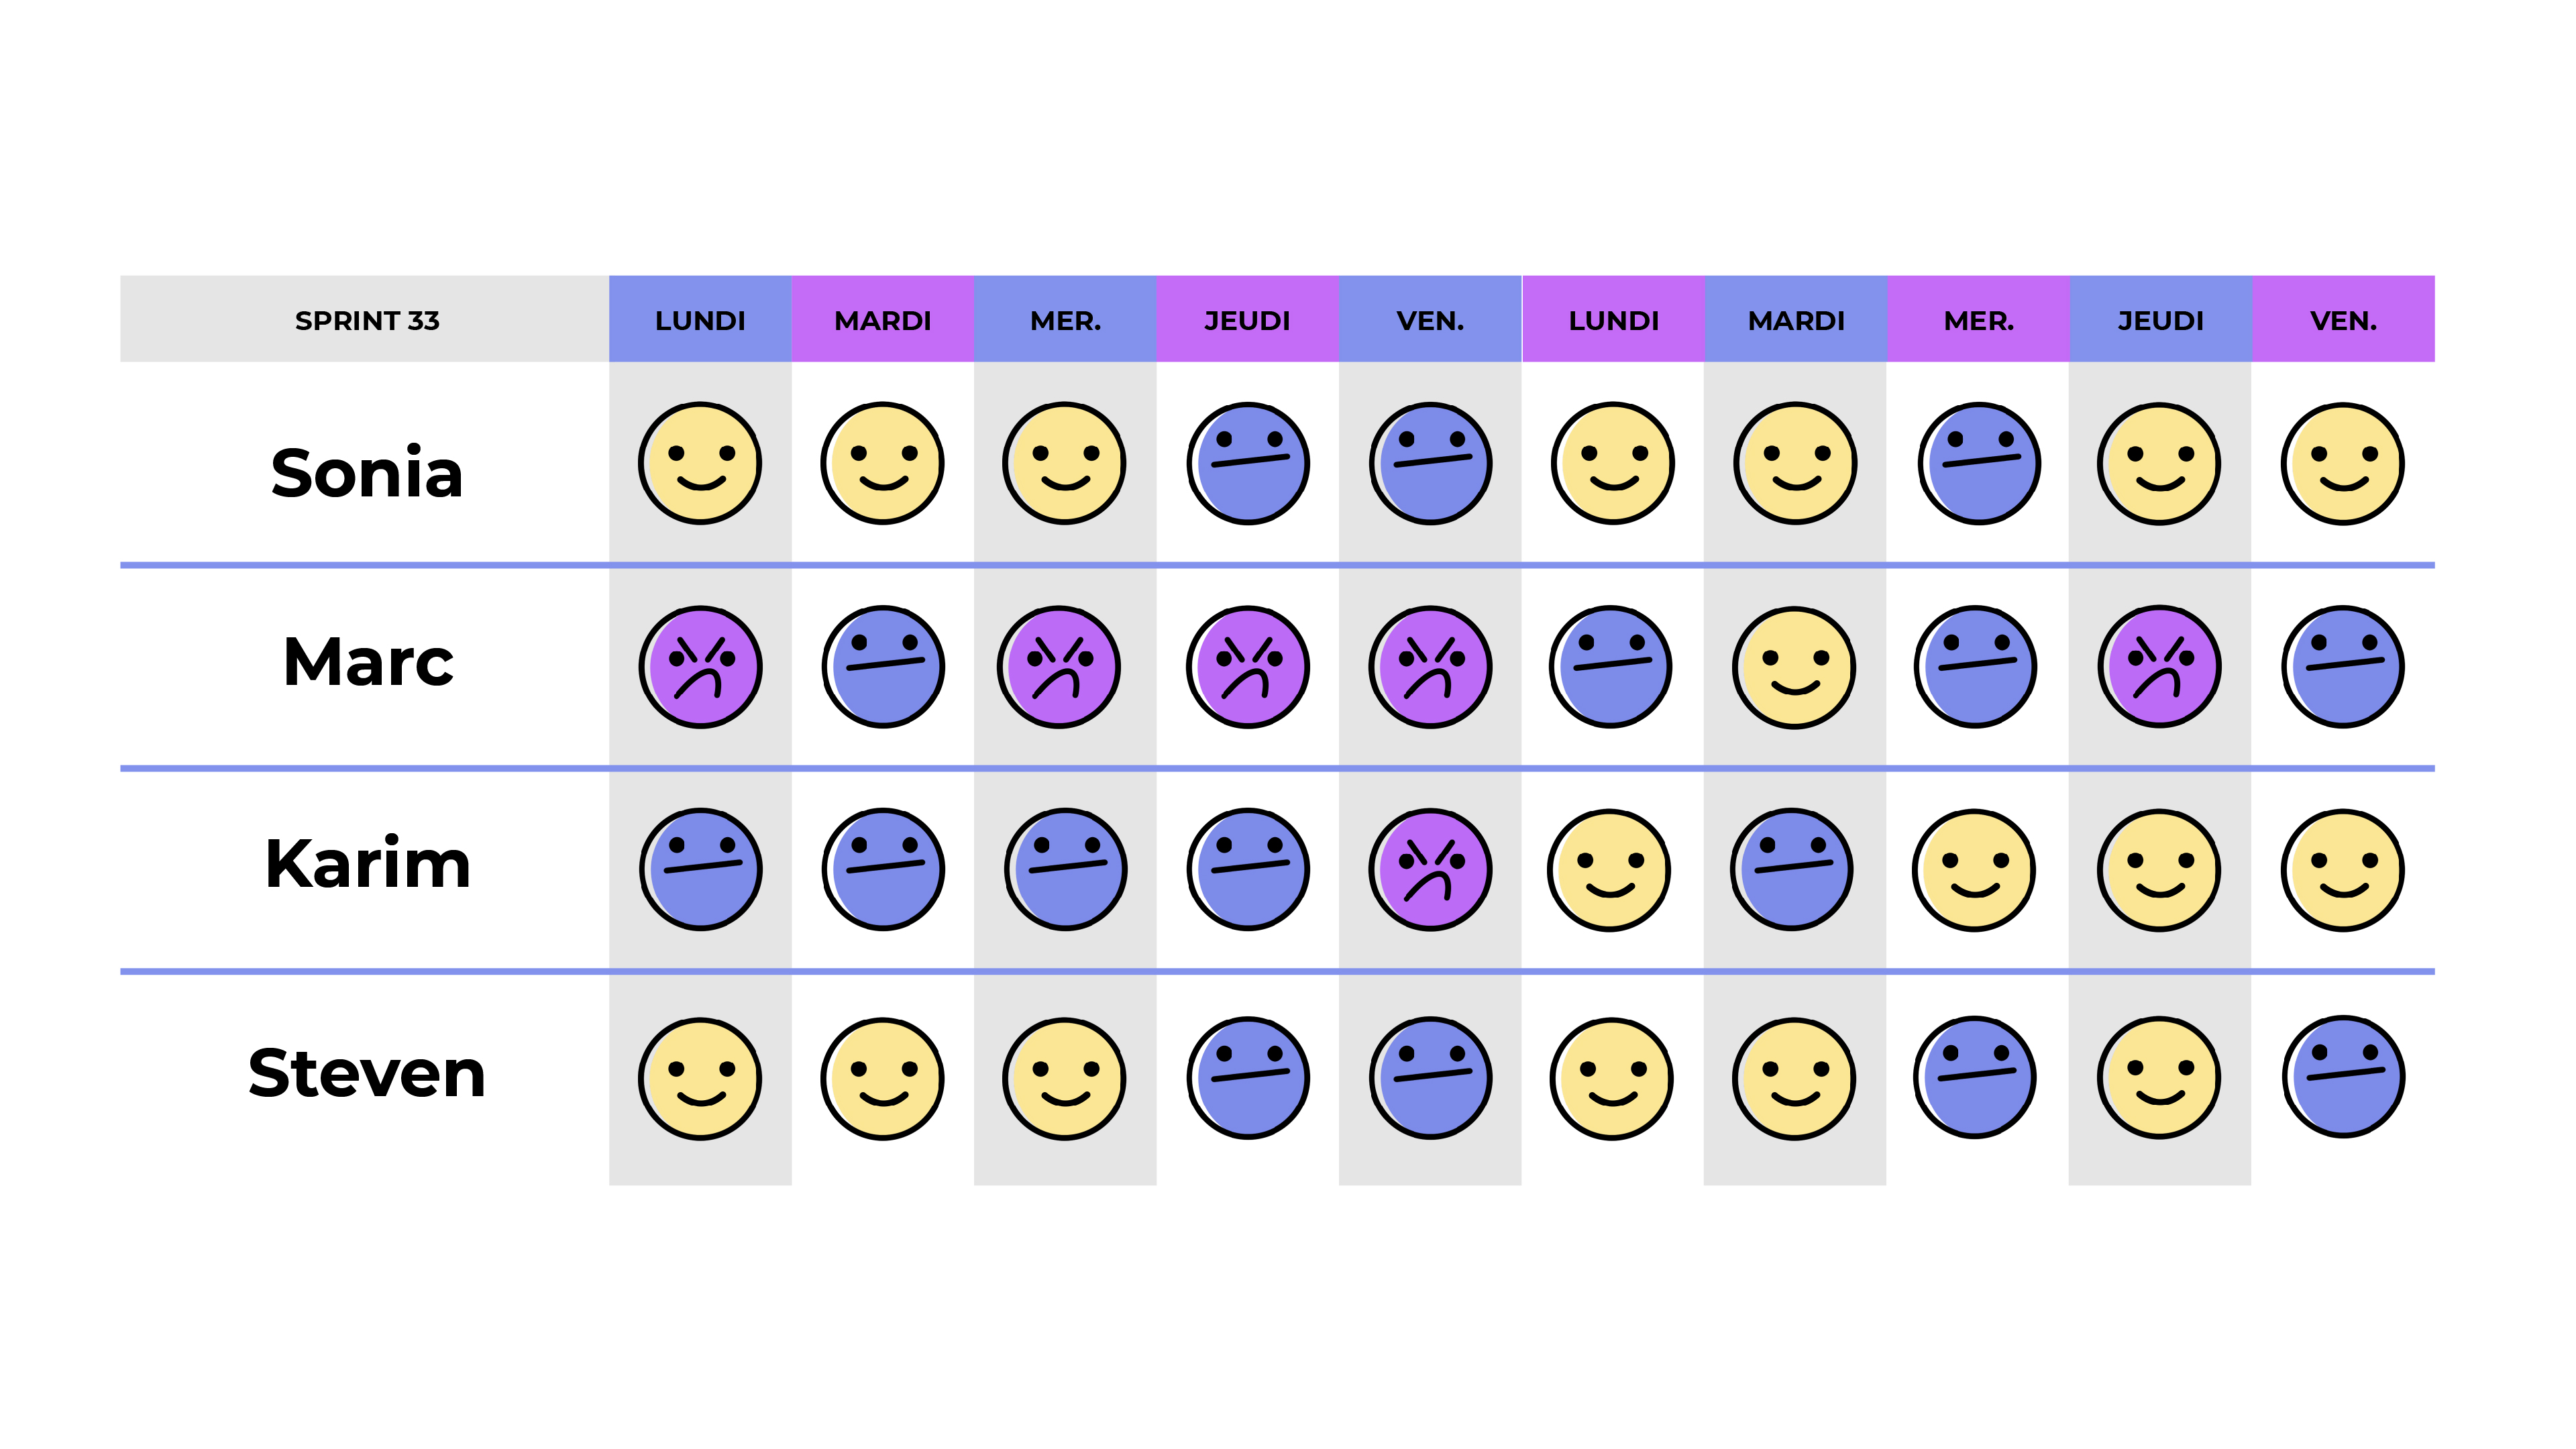 SPRINT 33 LUNDI MARDI MER. JEUDI VEN. LUNDI MARDI MER. JEUDI VEN.
Sonia
Marc
Karim
Steven